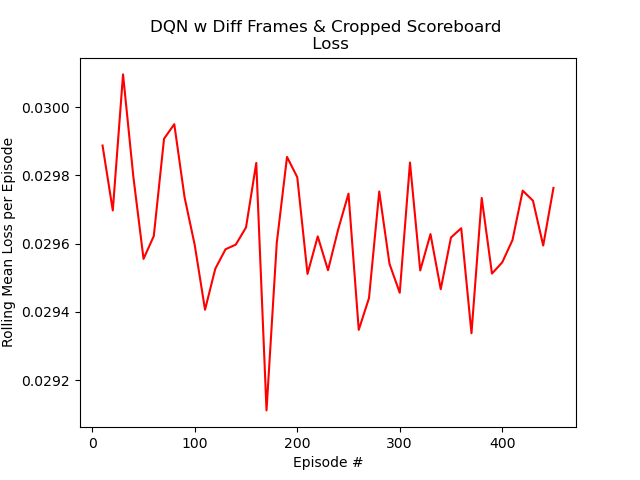 DQN w Diff Frames & Cropped Scoreboard
Loss
Rolling Mean Loss per Episode
0.0300
0.0298
0.0296
0.0294
0.0292
0
100
200
300
400
Episode #